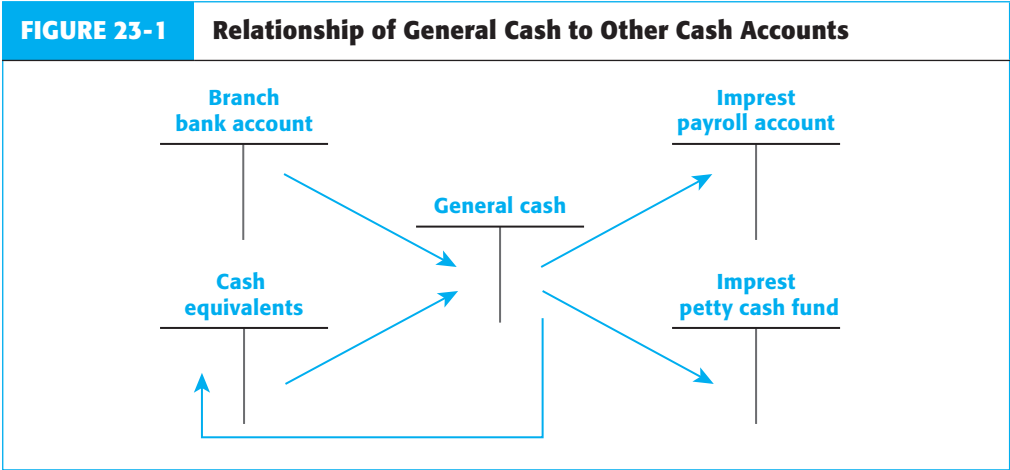 FIGURE 23-1
Relationship of General Cash to Other Cash Accounts
Branch
bank account
Imprest
payroll account
General cash
Cash
equivalents
Imprest
petty cash fund